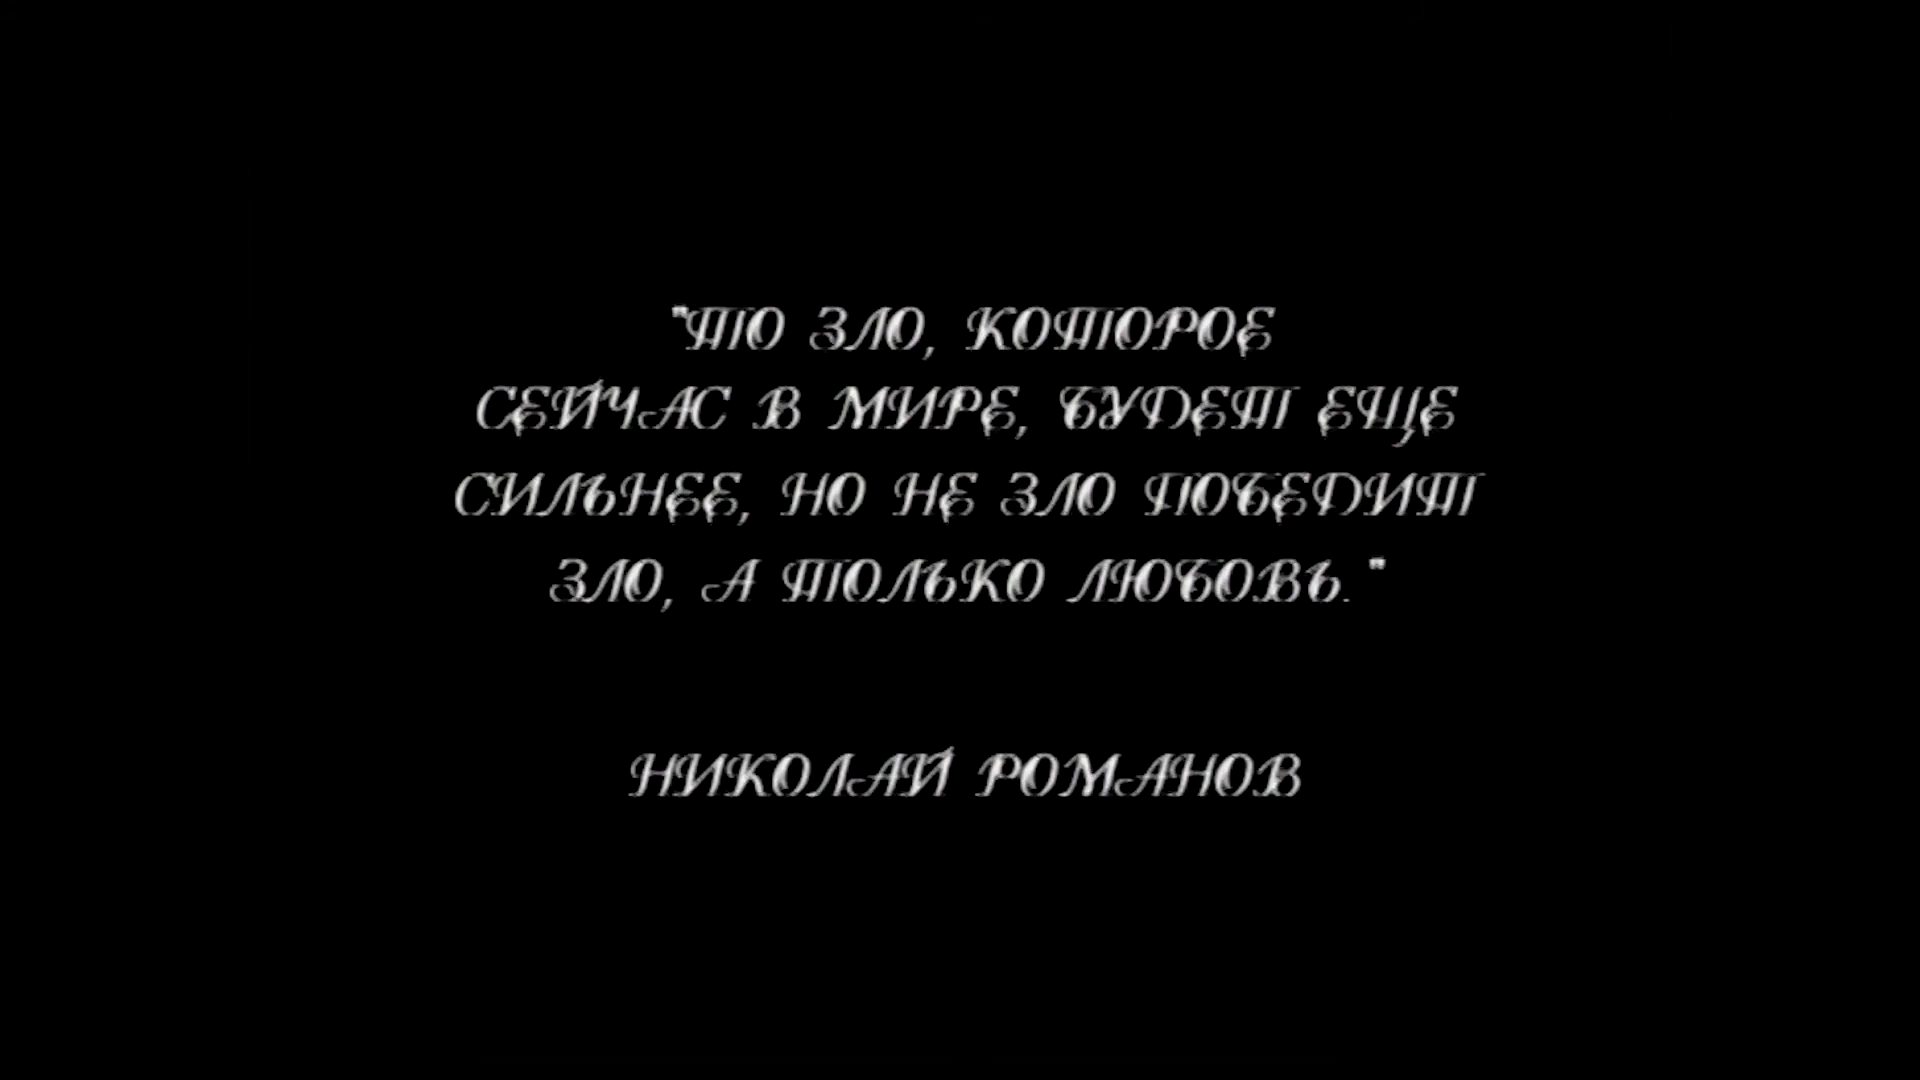 "ТО ЗЛО, КОТОРОЕ
СЕЙЧАС В МИРЕ, БУДЕТ ЕЩЕ
СИЛЬНЕЕ, НО НЕ ЗЛО ПОБЕДИТ
ЗЛО, А ТОЛЬКО ЛЮБОВЬ."
НИКОЛАЙ РОМАНОВ